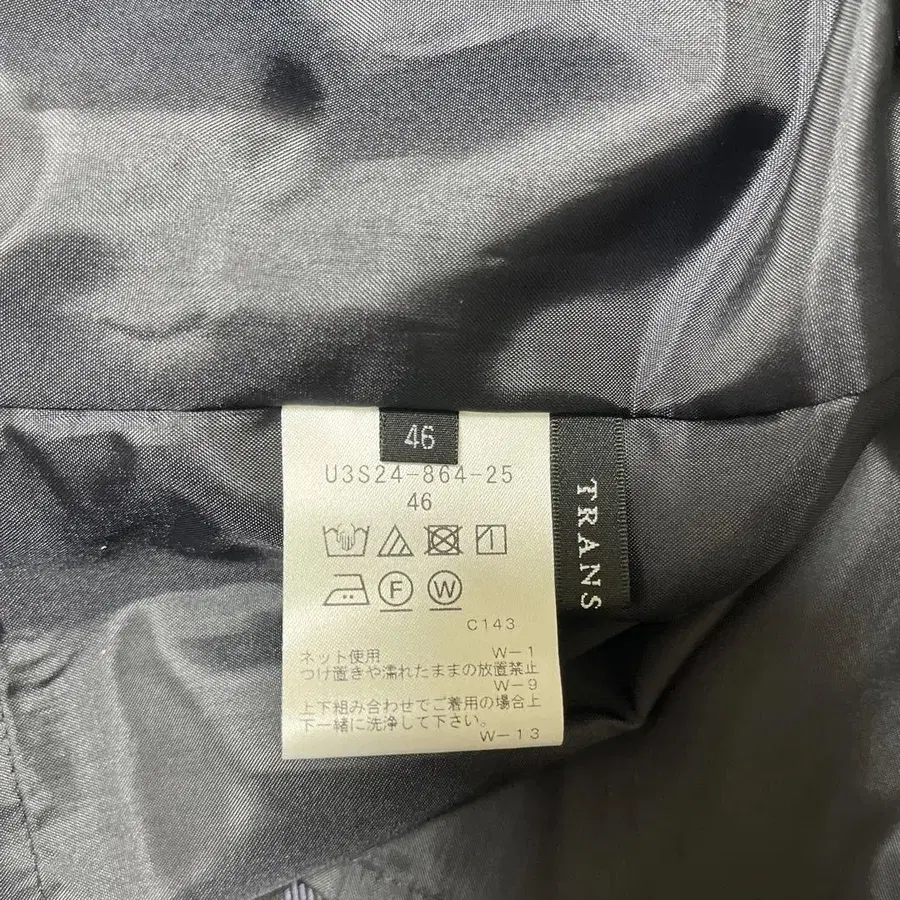 46
U3S24-864-25
46
F W
C143
ネット使用 W-1
つけ置きや濡れたままの放置禁止
W-9
上下組み合わせでご着用の場合上
下一緒に洗浄して下さい。
W-13
TRANS